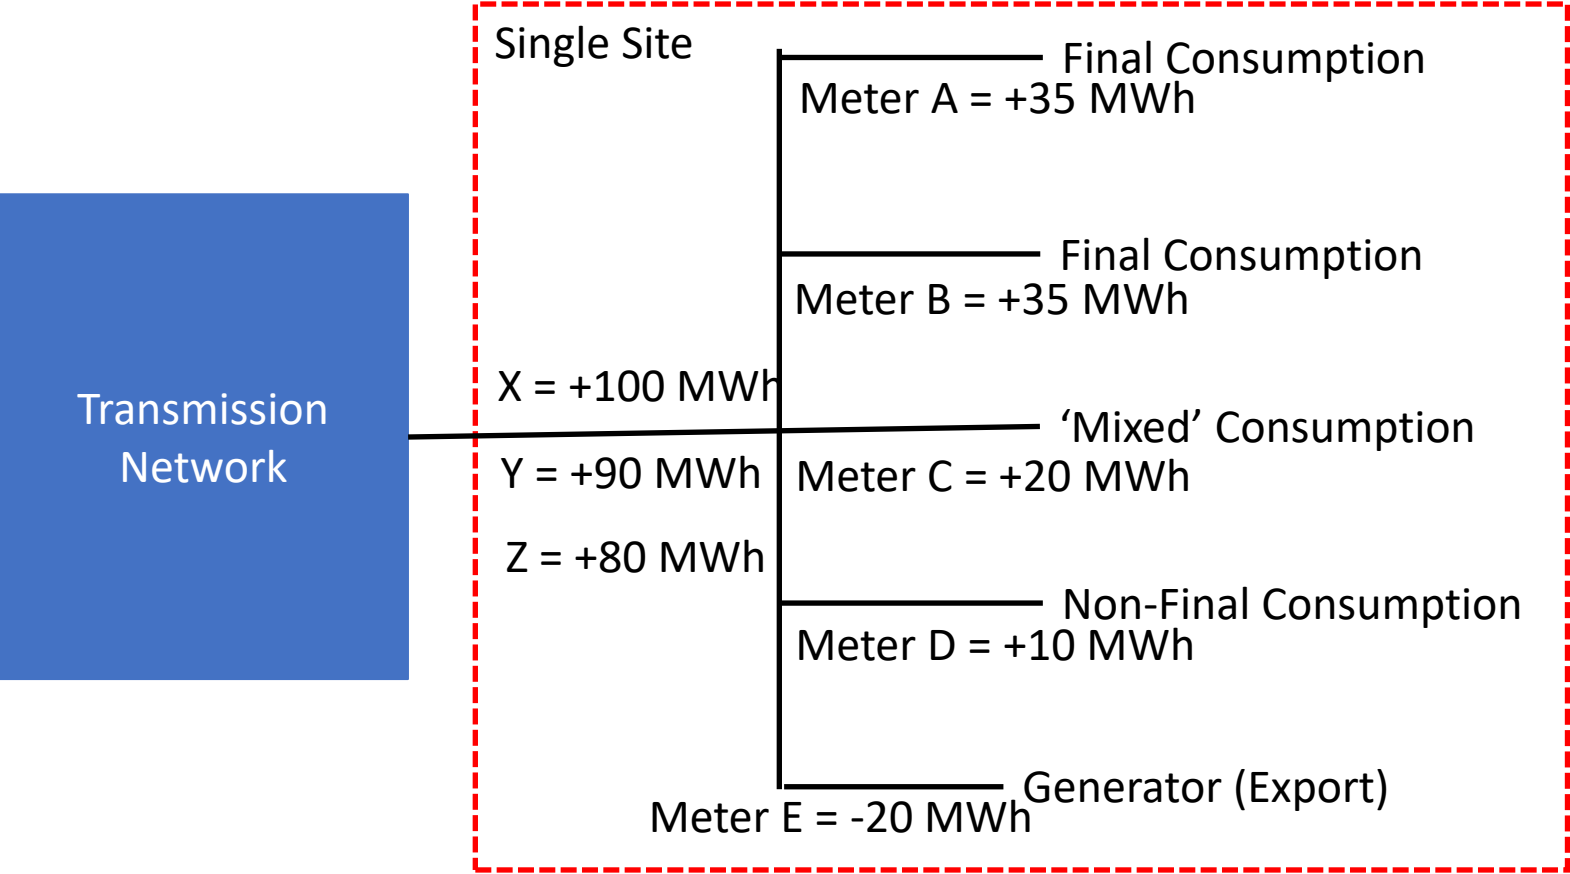 Single Site
Final Consumption
Meter A = +35 MWh
Final Consumption
Meter B = +35 MWh
X = +100 MWh
Transmission
Network
‘Mixed’ Consumption
Y = +90 MWh
Meter C = +20 MWh
Z = +80 MWh
Non-Final Consumption
Meter D = +10 MWh
Generator (Export)
Meter E = -20 MWh